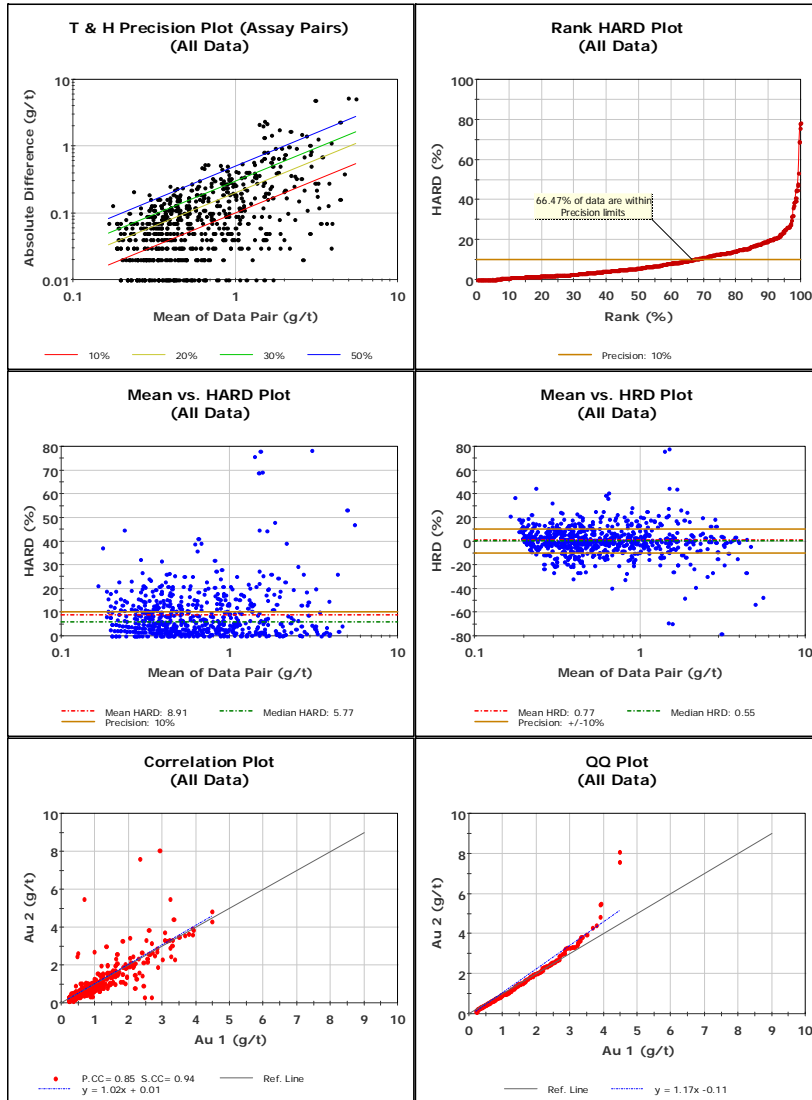 T & H Precision Plot (Assay Pairs)
(All Data)
Absolute Difference (g/t)
10
1
0.1
0.01
0.1
1
10
Mean of Data Pair (g/t)
10%
20%
30%
50%
Rank HARD Plot
(All Data)
HARD (%)
100
80
60
40
20
0
66.47% of data are within
Precision limits
0 10 20 30 40 50 60 70 80 90 100
Rank (%)
Precision: 10%
Mean vs. HARD Plot
(All Data)
HARD (%)
80
70
60
50
40
30
20
10
0
0.1
1
10
Mean of Data Pair (g/t)
Mean HARD: 8.91
Median HARD: 5.77
Precision: 10%
Mean vs. HRD Plot
(All Data)
HRD (%)
80
60
40
20
0
-20
-40
-60
-80
0.1
1
10
Mean of Data Pair (g/t)
Mean HRD: 0.77
Median HRD: 0.55
Precision: +/-10%
Correlation Plot
(All Data)
Au 2 (g/t)
10
8
6
4
2
0
0 1 2 3 4 5 6 7 8 9 10
Au 1 (g/t)
P.CC= 0.85 S.CC= 0.94
Ref. Line
y = 1.02x + 0.01
QQ Plot
(All Data)
Au 2 (g/t)
10
8
6
4
2
0
0 1 2 3 4 5 6 7 8 9 10
Au 1 (g/t)
Ref. Line
y = 1.17x -0.11